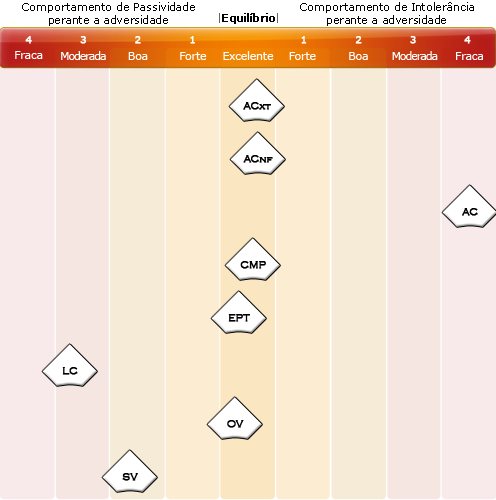 Comportamento de Passividade
perante a adversidade
|Equilíbrio|
Comportamento de Intolerância
perante a adversidade
4 3 2 1 1 2 3 4
Fraca Moderada Boa Forte Excelente Forte Boa Moderada Fraca
ACXT
ACNF
AC
CMP
EPT
LC
OV
SV